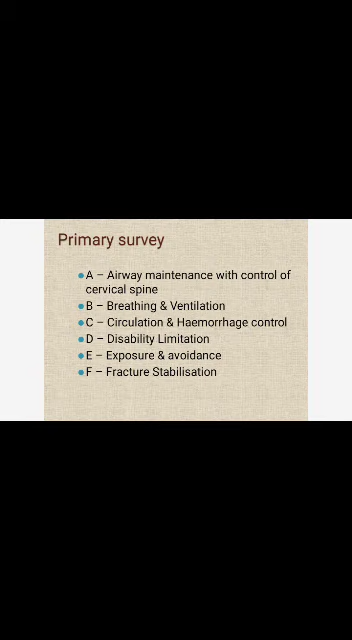 Primary survey
A – Airway maintenance with control of
cervical spine
B – Breathing & Ventilation
C – Circulation & Haemorrhage control
D – Disability Limitation
E – Exposure & avoidance
F – Fracture Stabilisation